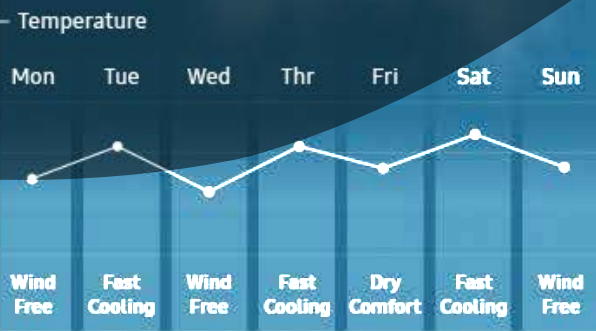 Temperature
Mon Tue Wed Thr Fri Sat Sun
Wind Fast Wind Fast Dry Fast Wind
Free Cooling Free Cooling Comfort Cooling Free